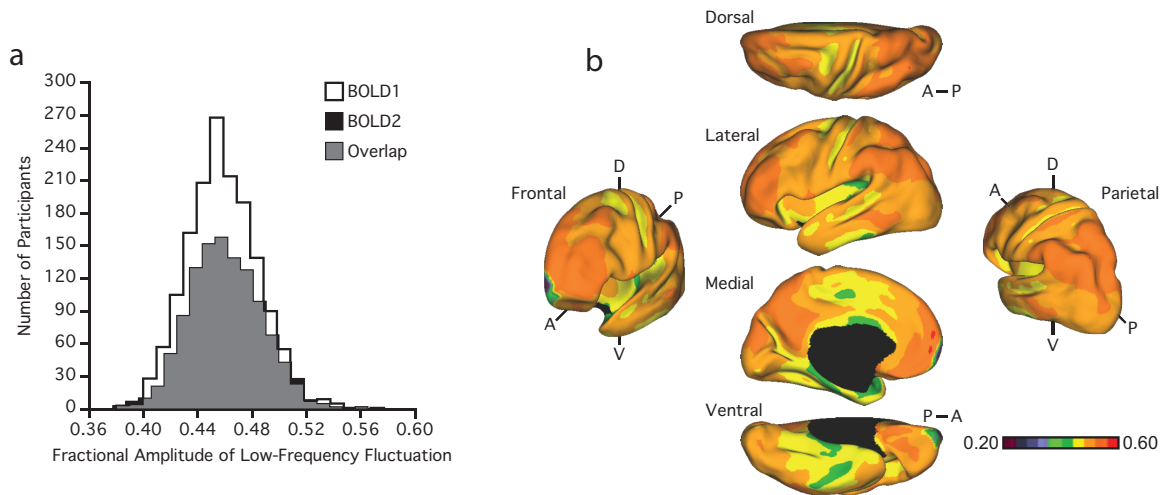 a
300
270
240
210
180
150
120
90
60
30
0
Number of Participants
0.36
0.40
0.44
0.48
0.52
0.56
0.60
Fractional Amplitude of Low-Frequency Fluctuation
BOLD1
BOLD2
Overlap
b
Dorsal
A – P
Lateral
Frontal
D
P
A
V
Medial
Ventral
P – A
D
A
Parietal
P
V
0.20
0.60